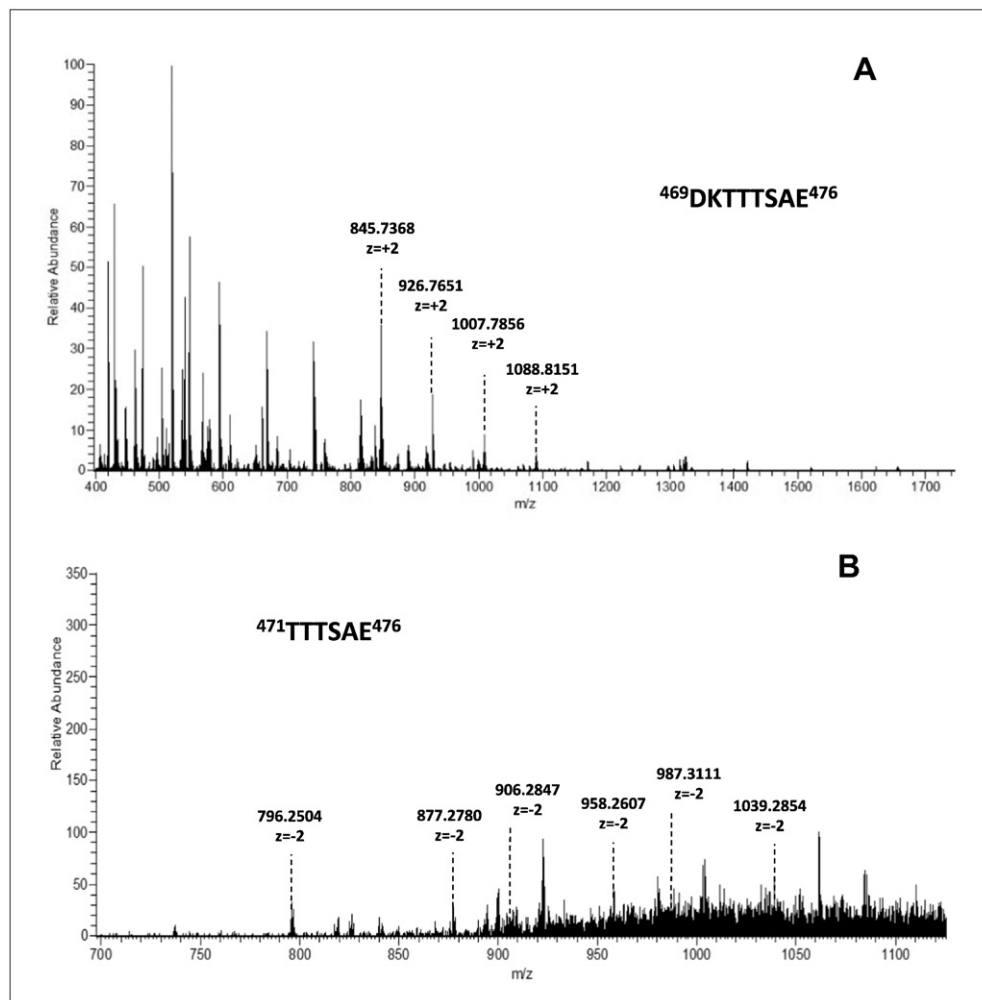 A
100
90
80
70
60
50
40
30
20
10
0
Relative Abundance
469DKTTTSAE476
845.7368
z=+2
926.7651
z=+2
1007.7856
z=+2
1088.8151
z=+2
400 500 600 700 800 900 1000 1100 1200 1300 1400 1500 1600 1700
m/z
B
350
300
250
200
150
100
50
0
Relative Abundance
471TTTSAE476
796.2504
z=-2
877.2780
z=-2
906.2847
z=-2
958.2607
z=-2
987.3111
z=-2
1039.2854
z=-2
700 750 800 850 900 950 1000 1050 1100
m/z